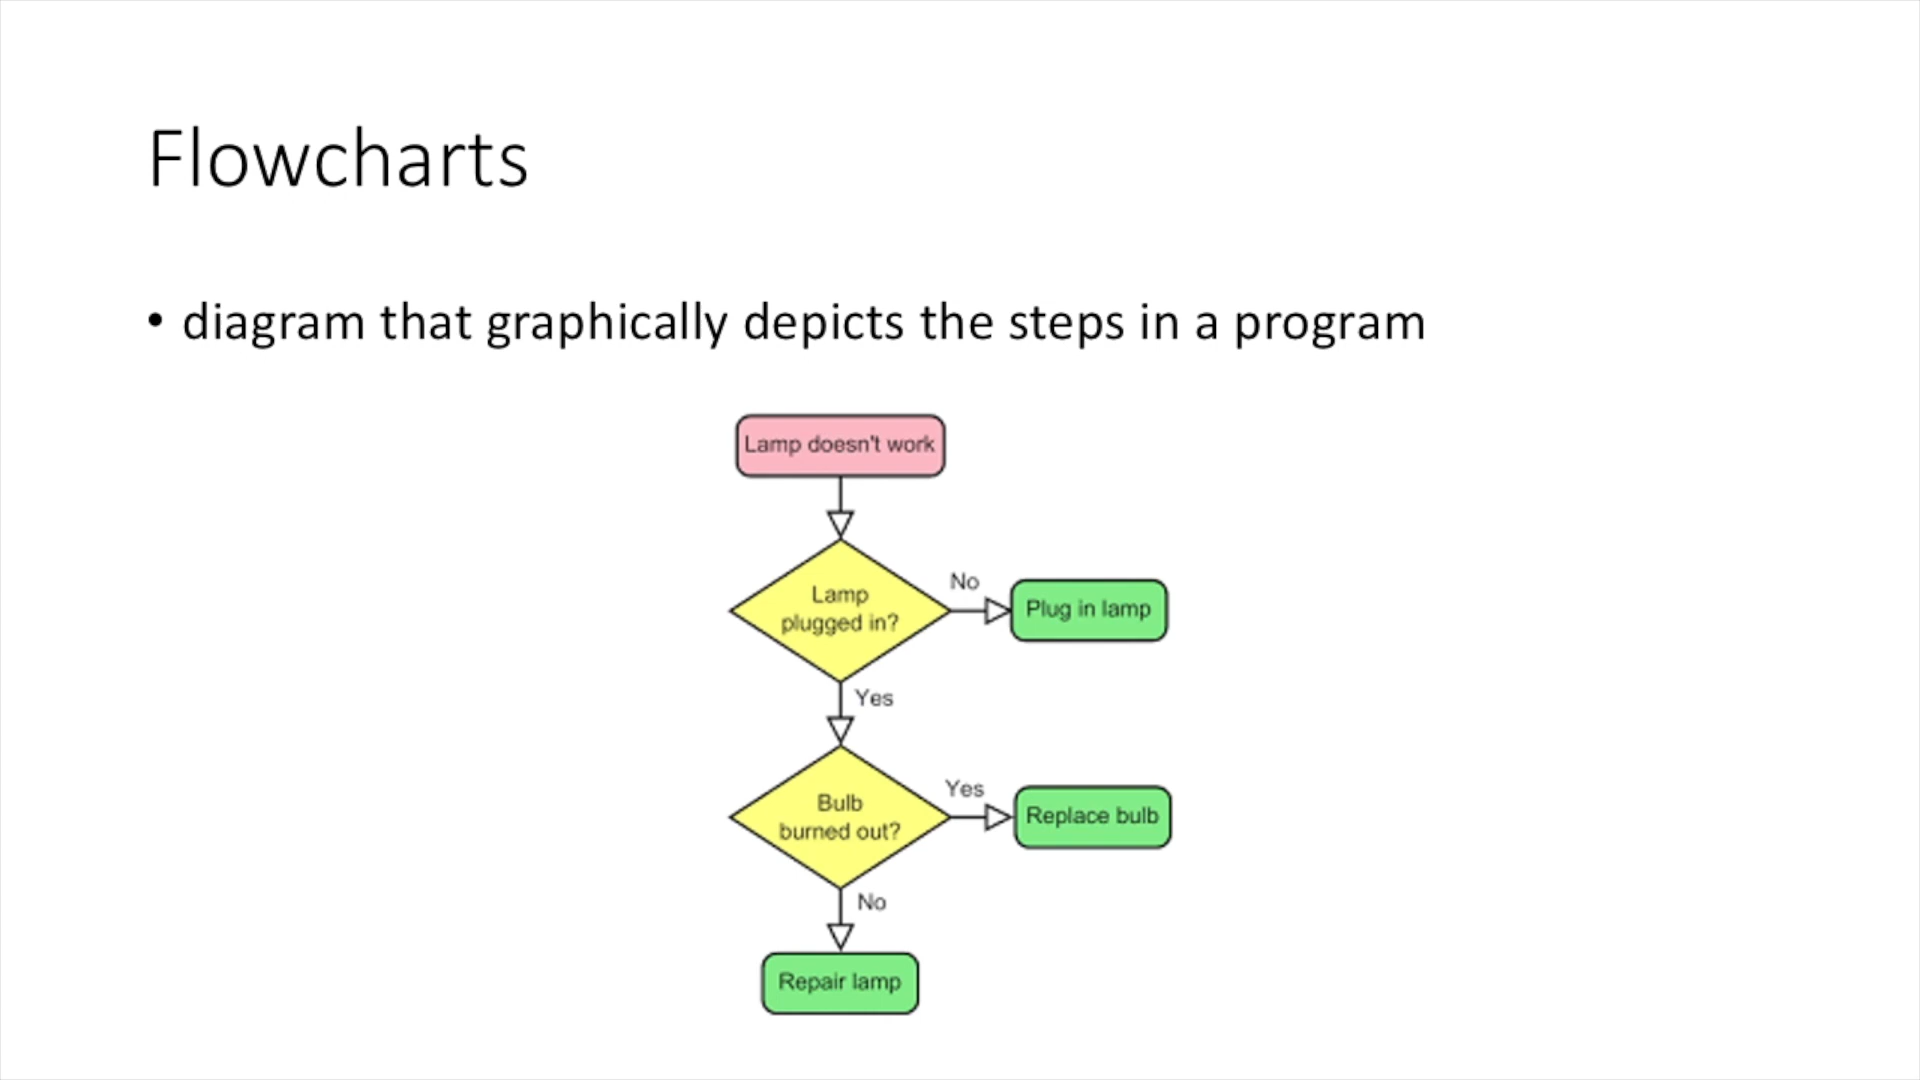 Flowcharts
• diagram that graphically depicts the steps in a program
Lamp doesn't work
Lamp
plugged in?
No
Plug in lamp
Yes
Bulb
burned out?
Yes
Replace bulb
No
Repair lamp